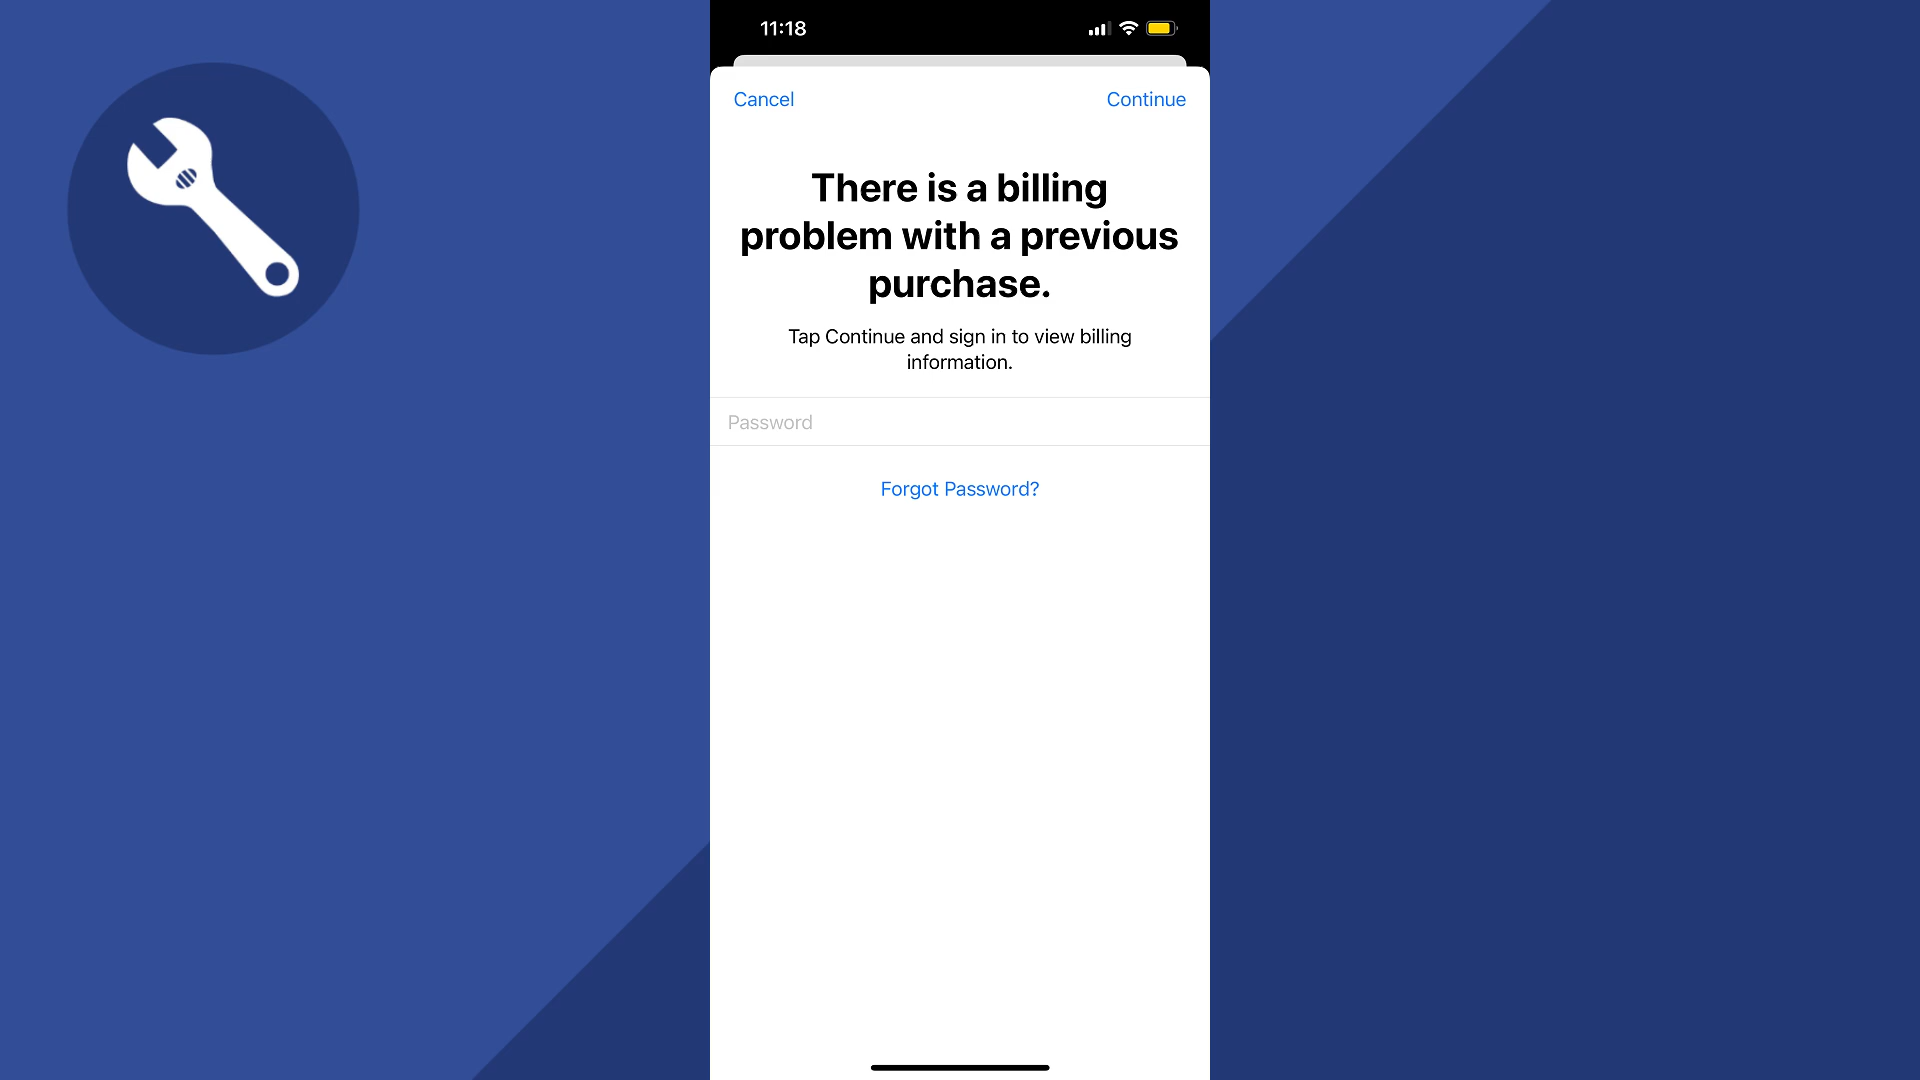 11:18
Cancel
Continue
There is a billing
problem with a previous
purchase.
Tap Continue and sign in to view billing
information.
Password
Forgot Password?